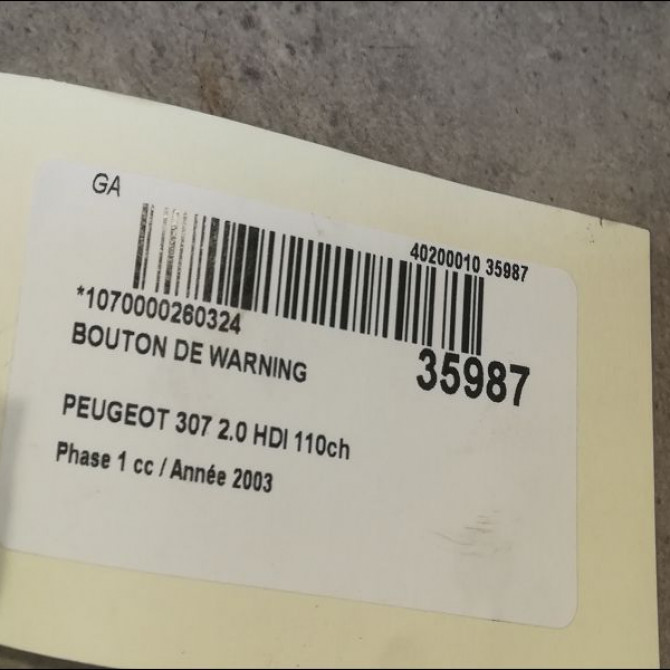 GA
40200010 35987
*1070000260324
BOUTON DE WARNING
35987
PEUGEOT 307 2.0 HDI 110ch
Phase 1 cc / Année 2003